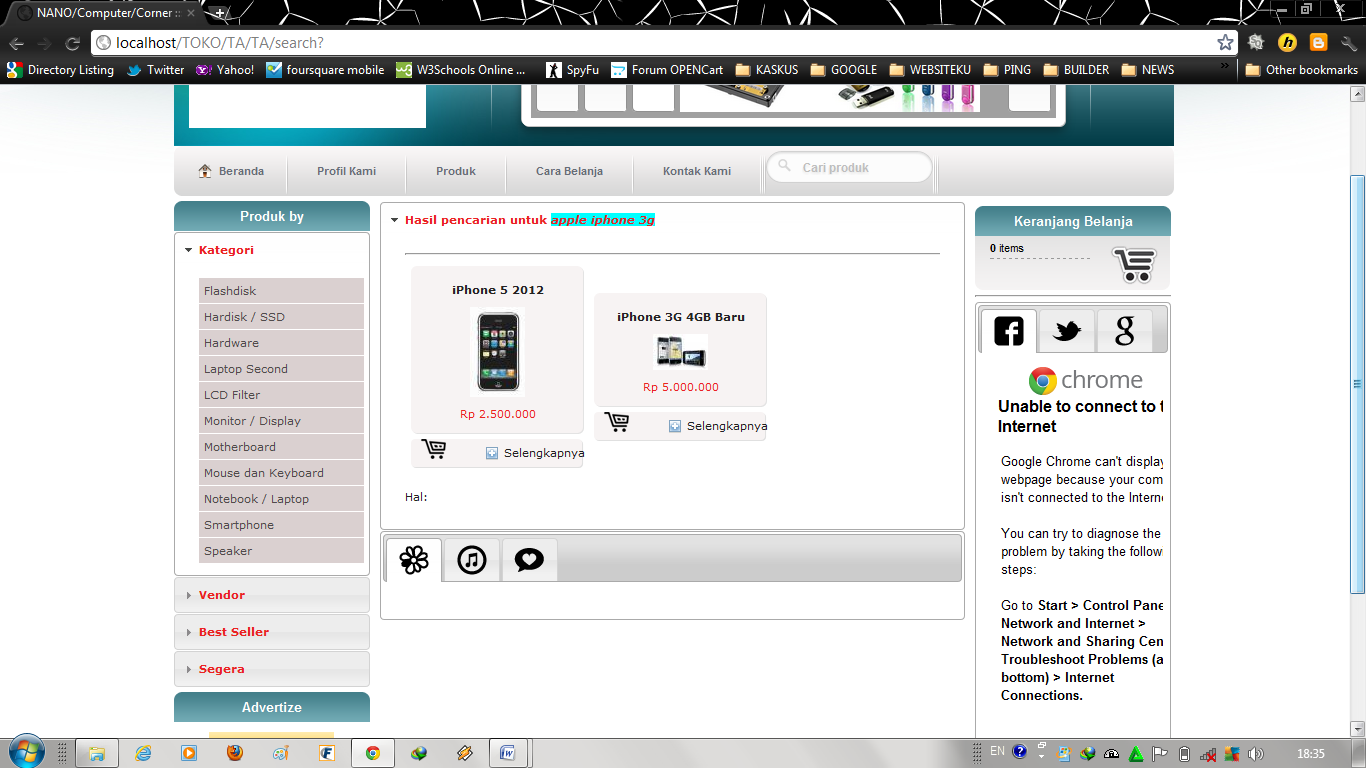 NANO/Computer/Corner ::
localhost/TOKO/TA/TA/search?
Directory Listing
Twitter
Yahoo!
foursquare mobile
W3Schools Online ...
SpyFu
Forum OPENCart
KASKUS
GOOGLE
WEBSITEKU
PING
BUILDER
NEWS
»
Other bookmarks
Beranda
Profil Kami
Produk
Cara Belanja
Kontak Kami
Cari produk
Produk by
Kategori
Flashdisk
Hardisk / SSD
Hardware
Laptop Second
LCD Filter
Monitor / Display
Motherboard
Mouse dan Keyboard
Notebook / Laptop
Smartphone
Speaker
Vendor
Best Seller
Segera
Advertize
Hasil pencarian untuk apple iphone 3g
iPhone 5 2012
Rp 2.500.000
Selengkapnya
iPhone 3G 4GB Baru
Rp 5.000.000
Selengkapnya
Hal:
Keranjang Belanja
0 items
chrome
Unable to connect to t
Internet
Google Chrome can't display
webpage because your com
isn't connected to the Interne
You can try to diagnose the
problem by taking the followi
steps:
Go to Start > Control Pane
Network and Internet >
Network and Sharing Cen
Troubleshoot Problems (a
bottom) > Internet
Connections.
EN
18:35